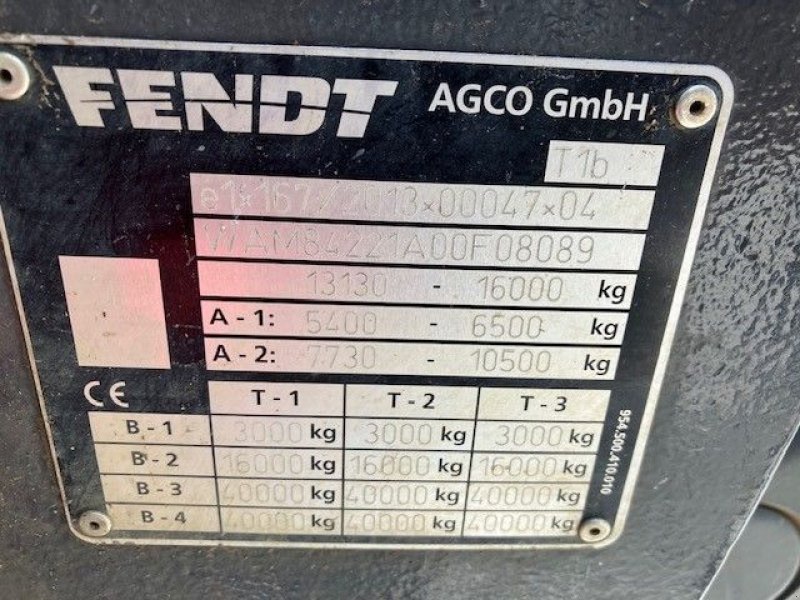 FENDT AGCO GmbH
T1b
e1*167/2013*00047*04
WAM84221A00F08089
13130 - 16000 kg
A - 1: 5400 - 6500 kg
A - 2: 7730 - 10500 kg
CE T - 1 T - 2 T - 3
B - 1 3000 kg 3000 kg 3000 kg
B - 2 16000 kg 16000 kg 16000 kg
B - 3 40000 kg 40000 kg 40000 kg
B - 4 40000 kg 40000 kg 40000 kg
954.500.410.010